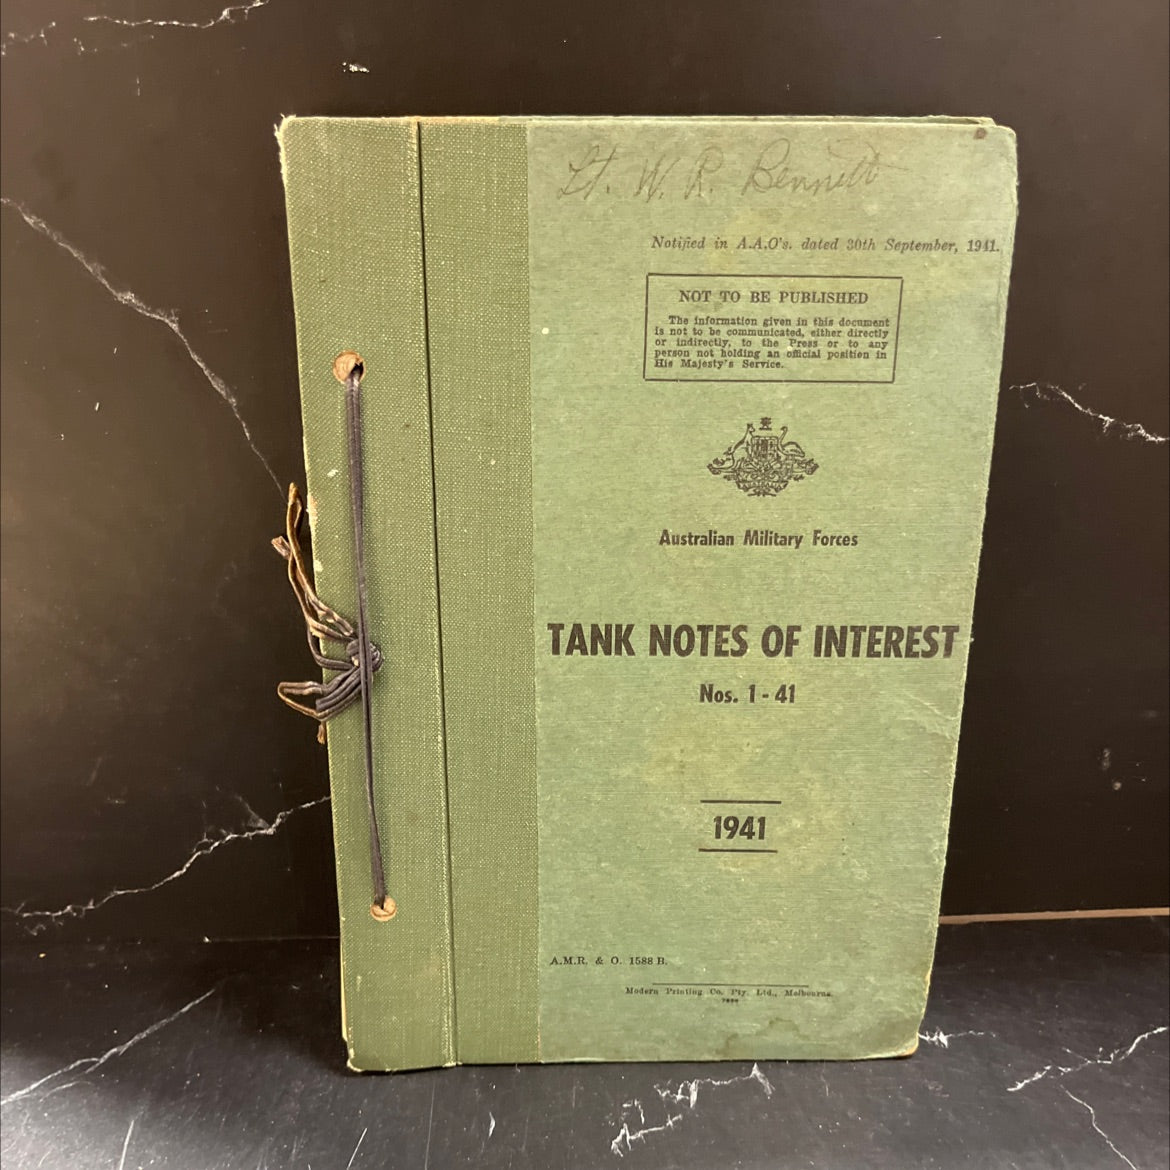 Lt. W. R. Bennett
Notified in A.A.O's. dated 30th September, 1941.
NOT TO BE PUBLISHED
The information given in this document
is not to be communicated, either directly
or indirectly, to the Press or to any
person not holding an official position in
His Majesty's Service.
AUSTRALIA
Australian Military Forces
TANK NOTES OF INTEREST
Nos. 1 - 41
1941
A.M.R. & O. 1588 B.
Modern Printing Co. Pty. Ltd., Melbourne.